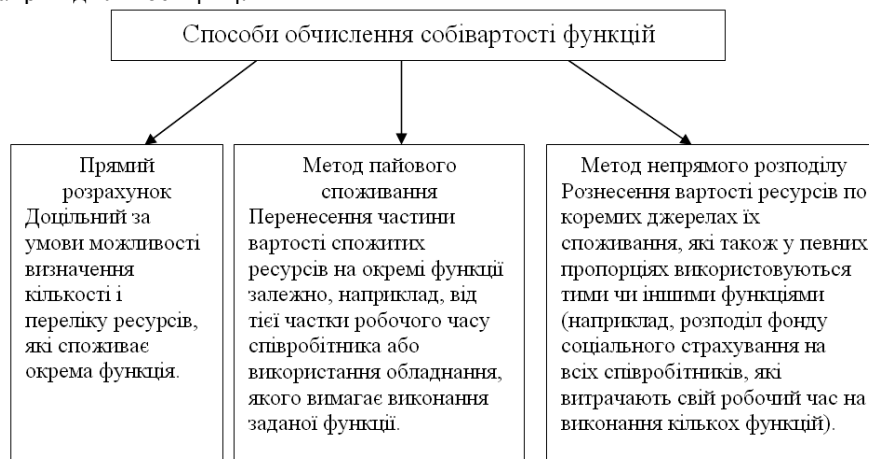 Способи обчислення собівартості функцій
Прямий
розрахунок
Доцільний за
умови можливості
визначення
кількості і
переліку ресурсів,
які споживає
окрема функція.
Метод пайового
споживання
Перенесення частини
вартості спожитих
ресурсів на окремі функції
залежно, наприклад, від
тієї частки робочого часу
співробітника або
використання обладнання,
якого вимагає виконання
заданої функції.
Метод непрямого розподілу
Рознесення вартості ресурсів по
коремих джерелах їх
споживання, які також у певних
пропорціях використовуються
тими чи іншими функціями
(наприклад, розподіл фонду
соціального страхування на
всіх співробітників, які
витрачають свій робочий час на
виконання кількох функцій).